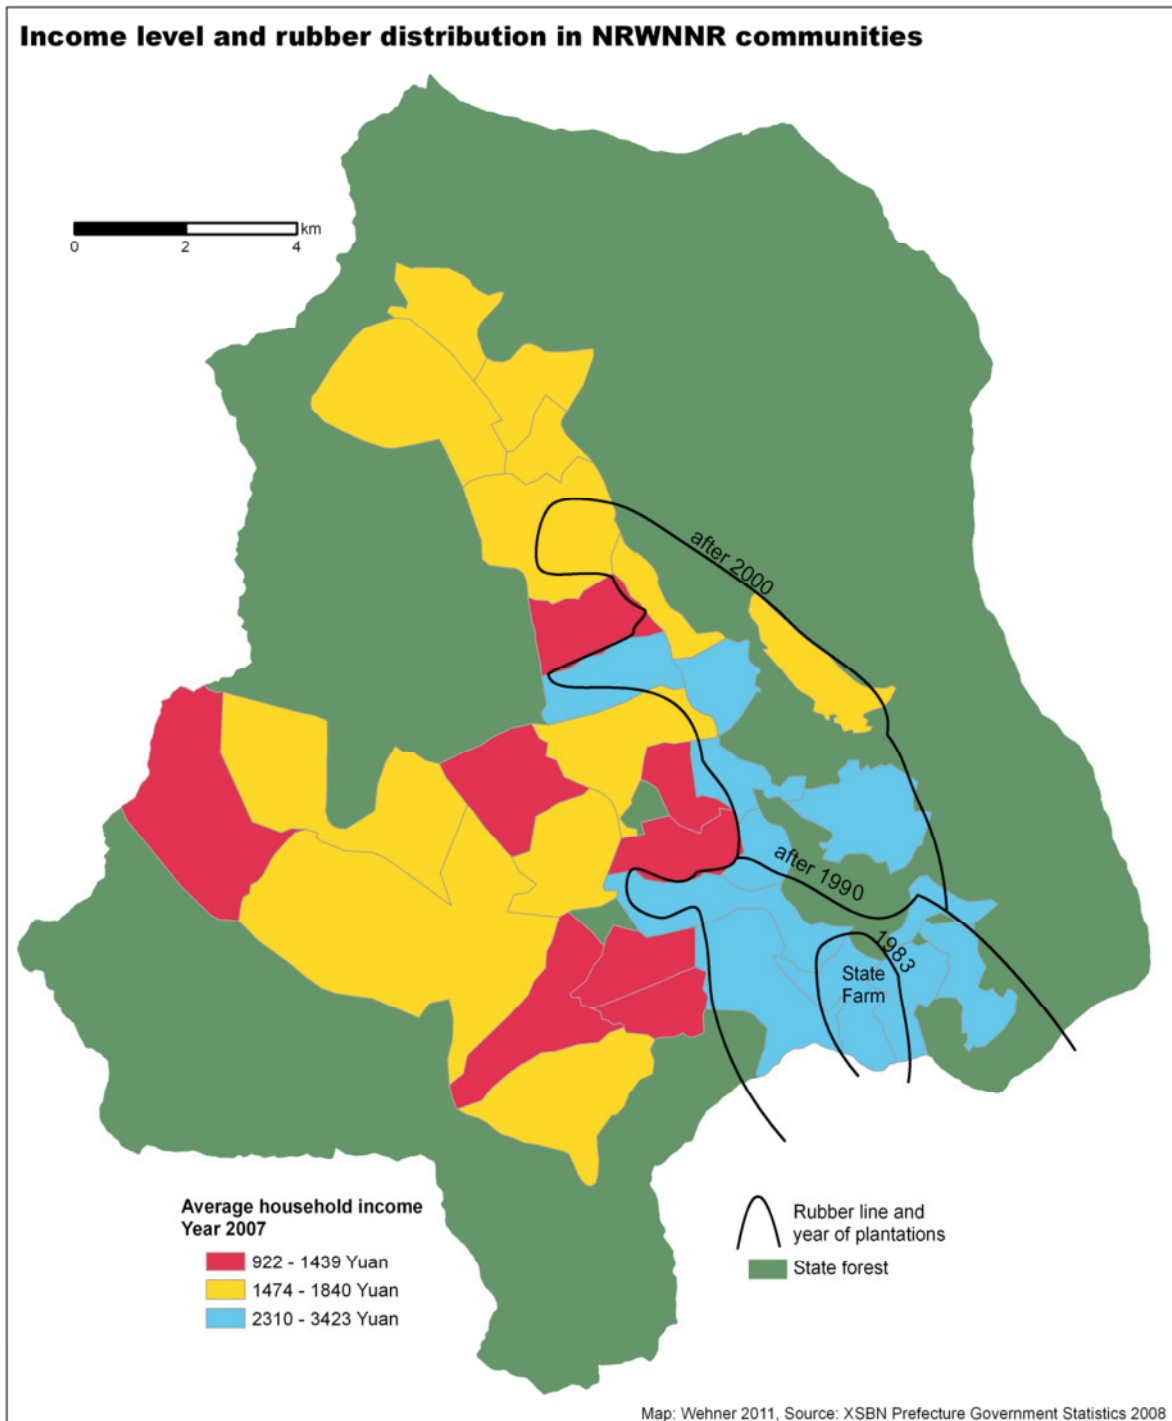 Income level and rubber distribution in NRWNNR communities
km
0 2 4
after 2000
after 1990
1983
State
Farm
Average household income
Year 2007
922 - 1439 Yuan
1474 - 1840 Yuan
2310 - 3423 Yuan
Rubber line and
year of plantations
State forest
Map: Wehner 2011, Source: XSBN Prefecture Government Statistics 2008